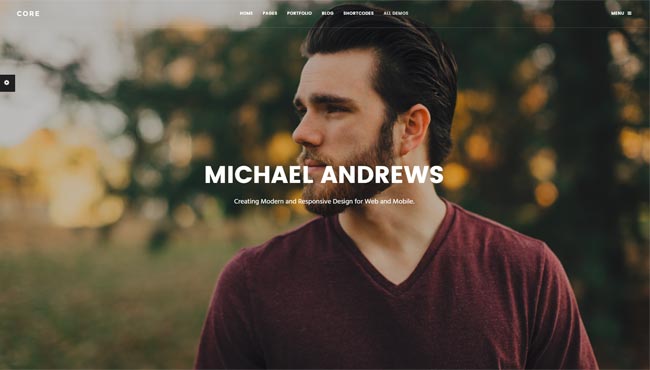 CORE
HOME PAGES PORTFOLIO BLOG SHORTCODES ALL DEMOS
MENU
MICHAEL ANDREWS
Creating Modern and Responsive Design for Web and Mobile.